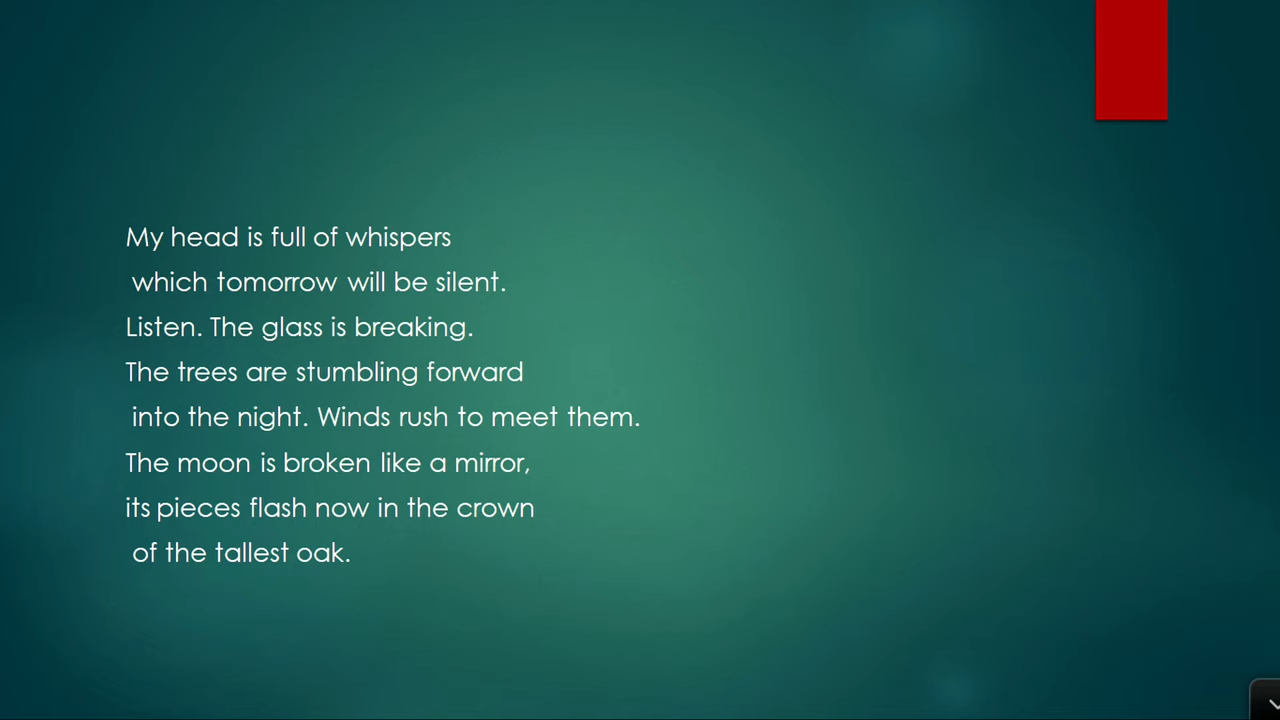 My head is full of whispers
which tomorrow will be silent.
Listen. The glass is breaking.
The trees are stumbling forward
into the night. Winds rush to meet them.
The moon is broken like a mirror,
its pieces flash now in the crown
of the tallest oak.